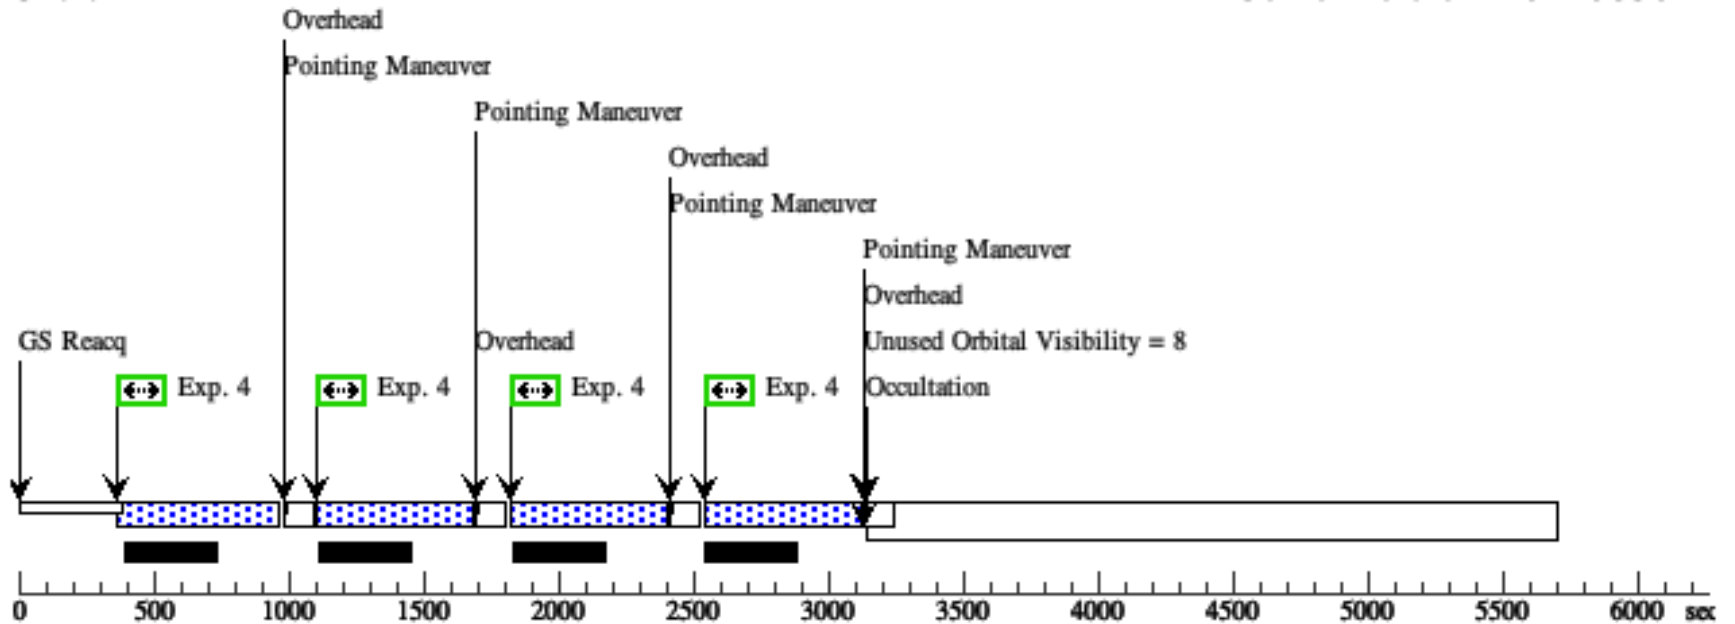 Overhead
Pointing Maneuver
Pointing Maneuver
Overhead
Pointing Maneuver
Pointing Maneuver
Overhead
GS Reacq Overhead Unused Orbital Visibility = 8
Exp. 4 Exp. 4 Exp. 4 Exp. 4 Occultation
0 500 1000 1500 2000 2500 3000 3500 4000 4500 5000 5500 6000 sec